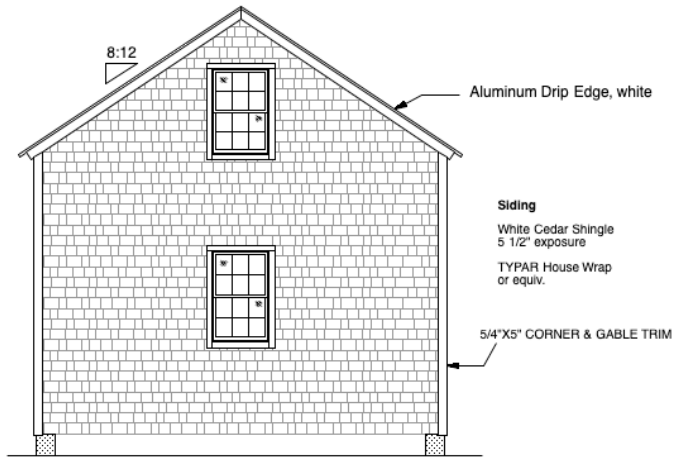 8:12
Aluminum Drip Edge, white
Siding
White Cedar Shingle
5 1/2" exposure
TYPAR House Wrap
or equiv.
5/4"X5" CORNER & GABLE TRIM